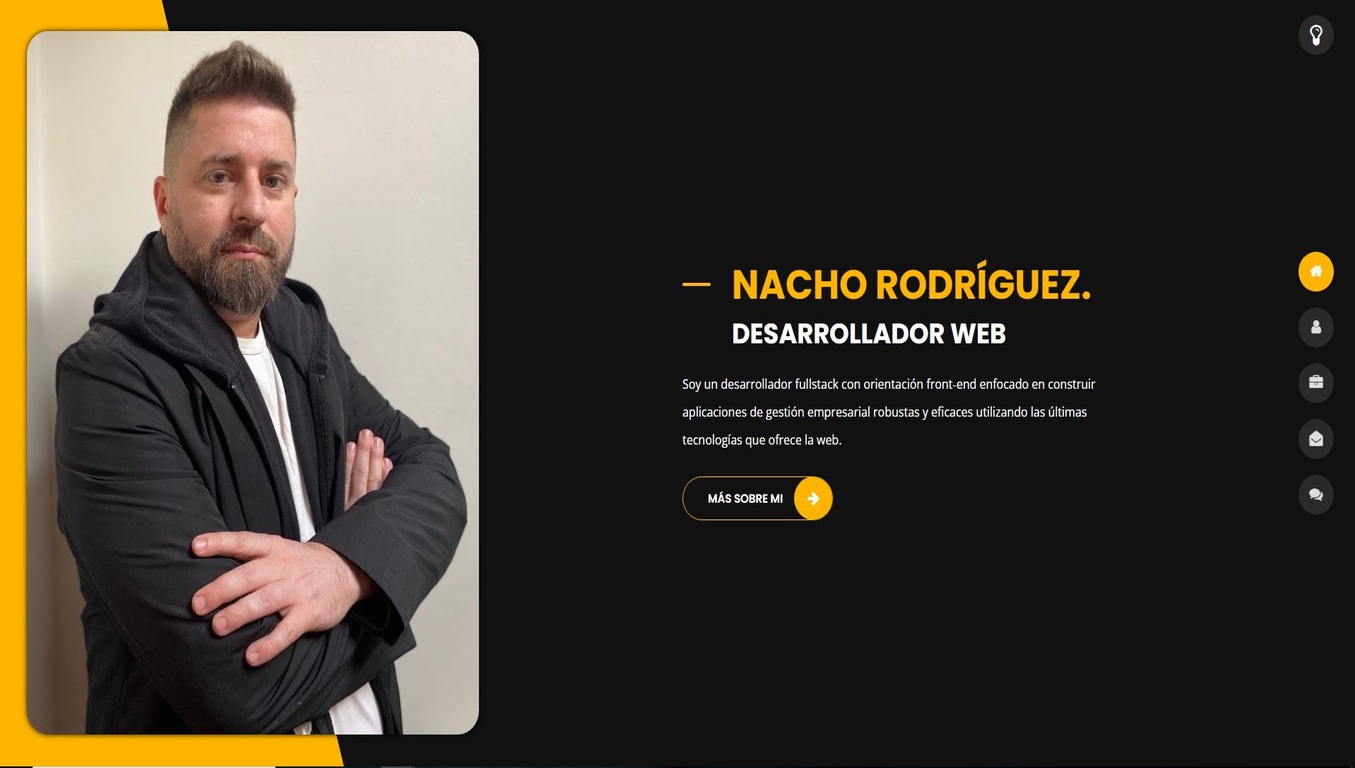 NACHO RODRÍGUEZ.
DESARROLLADOR WEB
Soy un desarrollador fullstack con orientación front-end enfocado en construir
aplicaciones de gestión empresarial robustas y eficaces utilizando las últimas
tecnologías que ofrece la web.
MÁS SOBRE MI